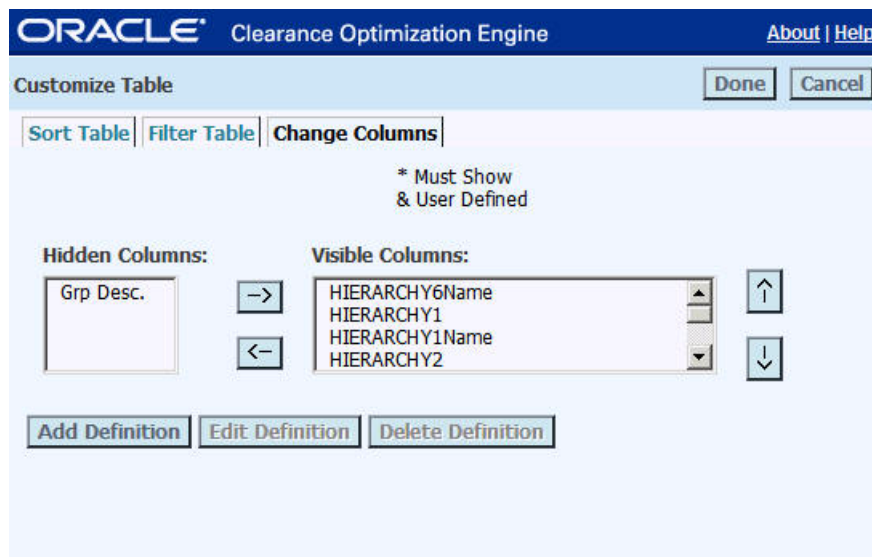 ORACLE Clearance Optimization Engine About | Help
Customize Table Done Cancel
Sort Table Filter Table Change Columns
* Must Show
& User Defined
Hidden Columns: Visible Columns:
Grp Desc. --> HIERARCHY6Name
HIERARCHY1
<-- HIERARCHY1Name
HIERARCHY2
Add Definition Edit Definition Delete Definition